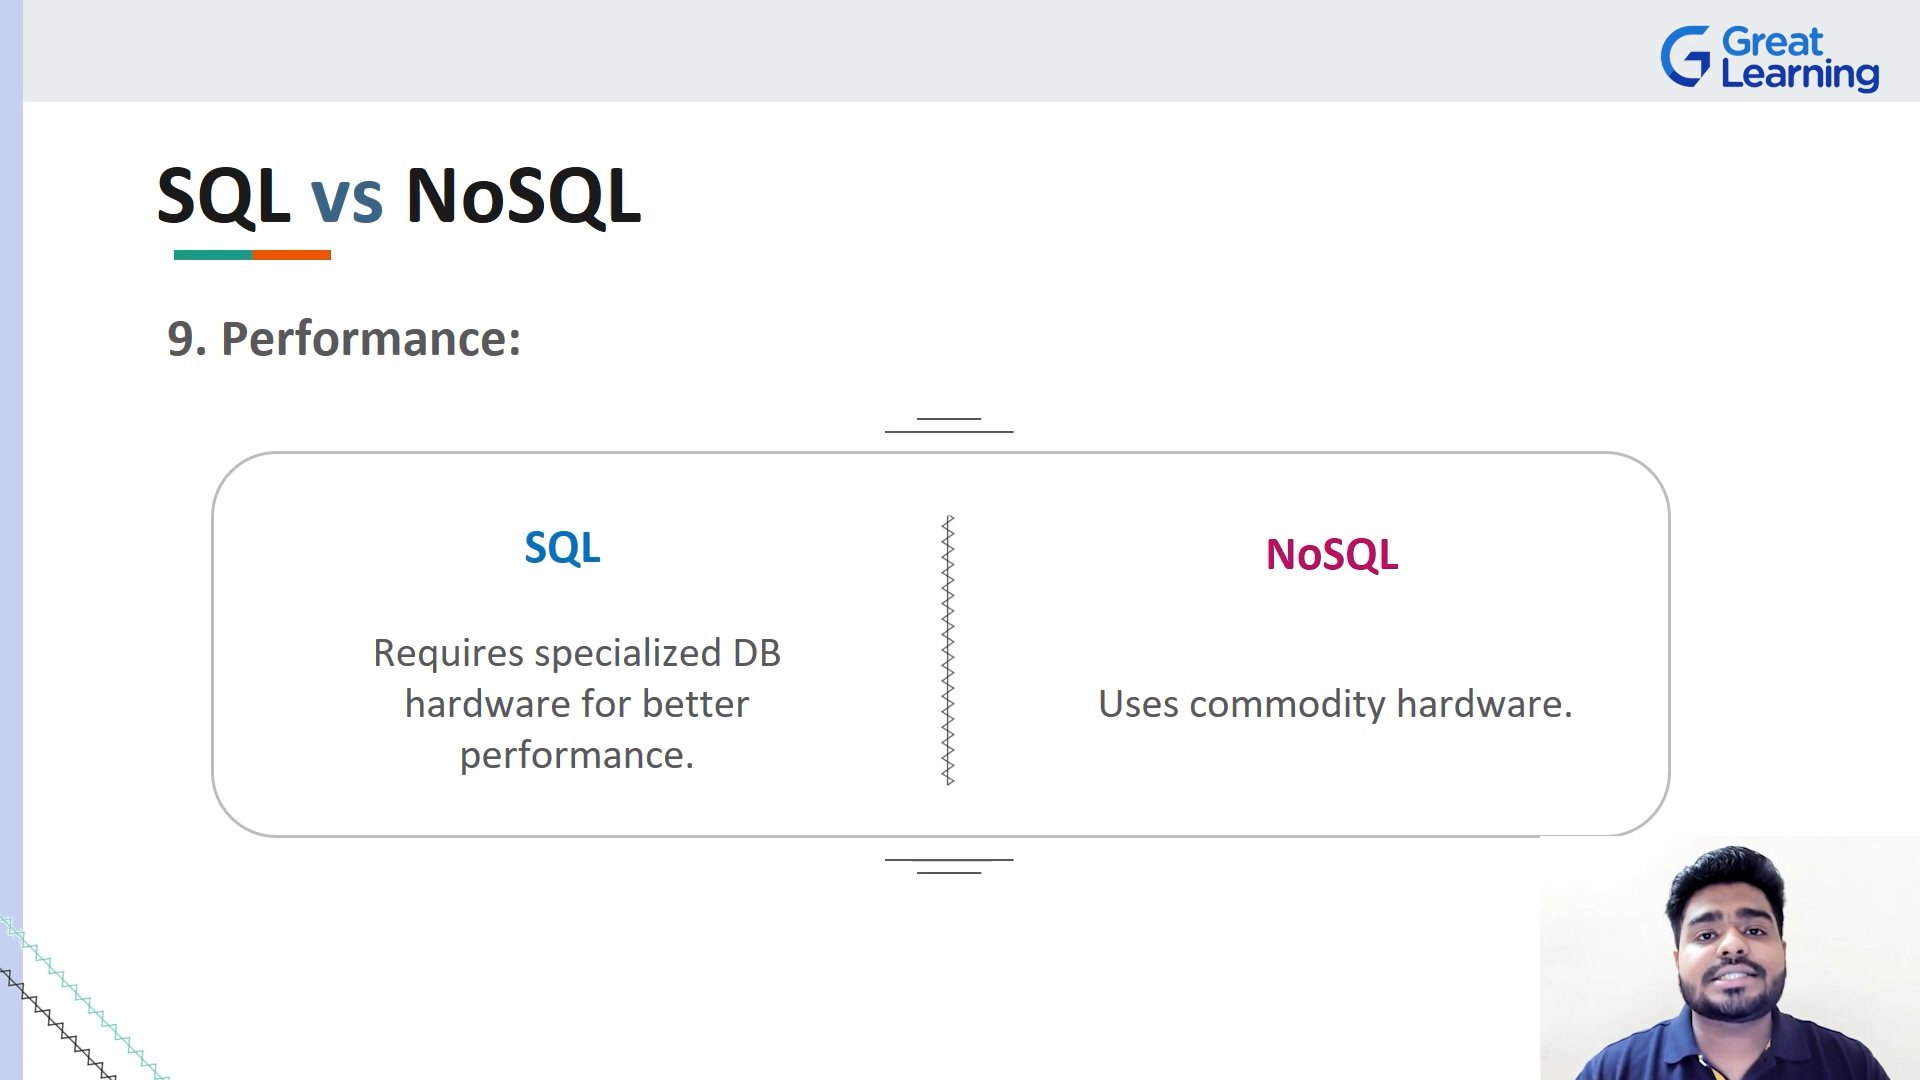 Great
Learning
SQL vs NoSQL
9. Performance:
SQL
Requires specialized DB
hardware for better
performance.
NoSQL
Uses commodity hardware.